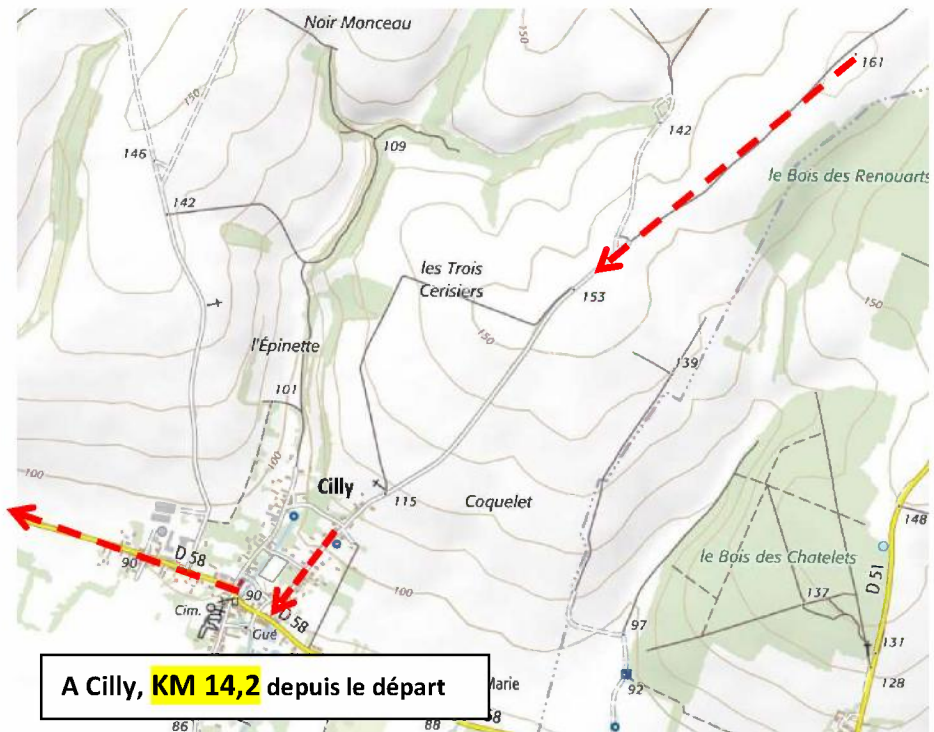 Noir Monceau
150
150
161
142
146
109
le Bois des Renouarts
142
les Trois
Cerisiers
153
150
150
l'Épinette
139
101
100
100
Cilly
115
Coquelet
148
le Bois des Chatelets
D 58
90
D 51
100
137
90
Cim.
D 58
Gué
97
131
A Cilly, KM 14,2 depuis le départ
Marie
92
128
86
88
58